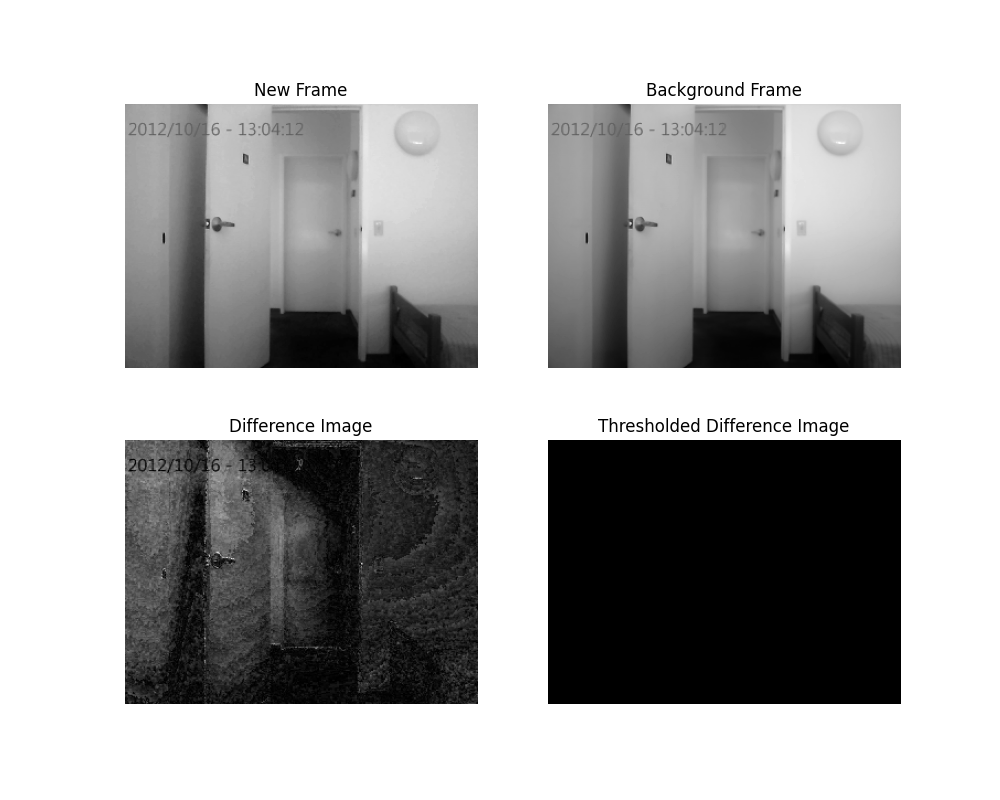 New Frame
Background Frame
2012/10/16 - 13:04:12
2012/10/16 - 13:04:12
Difference Image
Thresholded Difference Image
2012/10/16 - 13